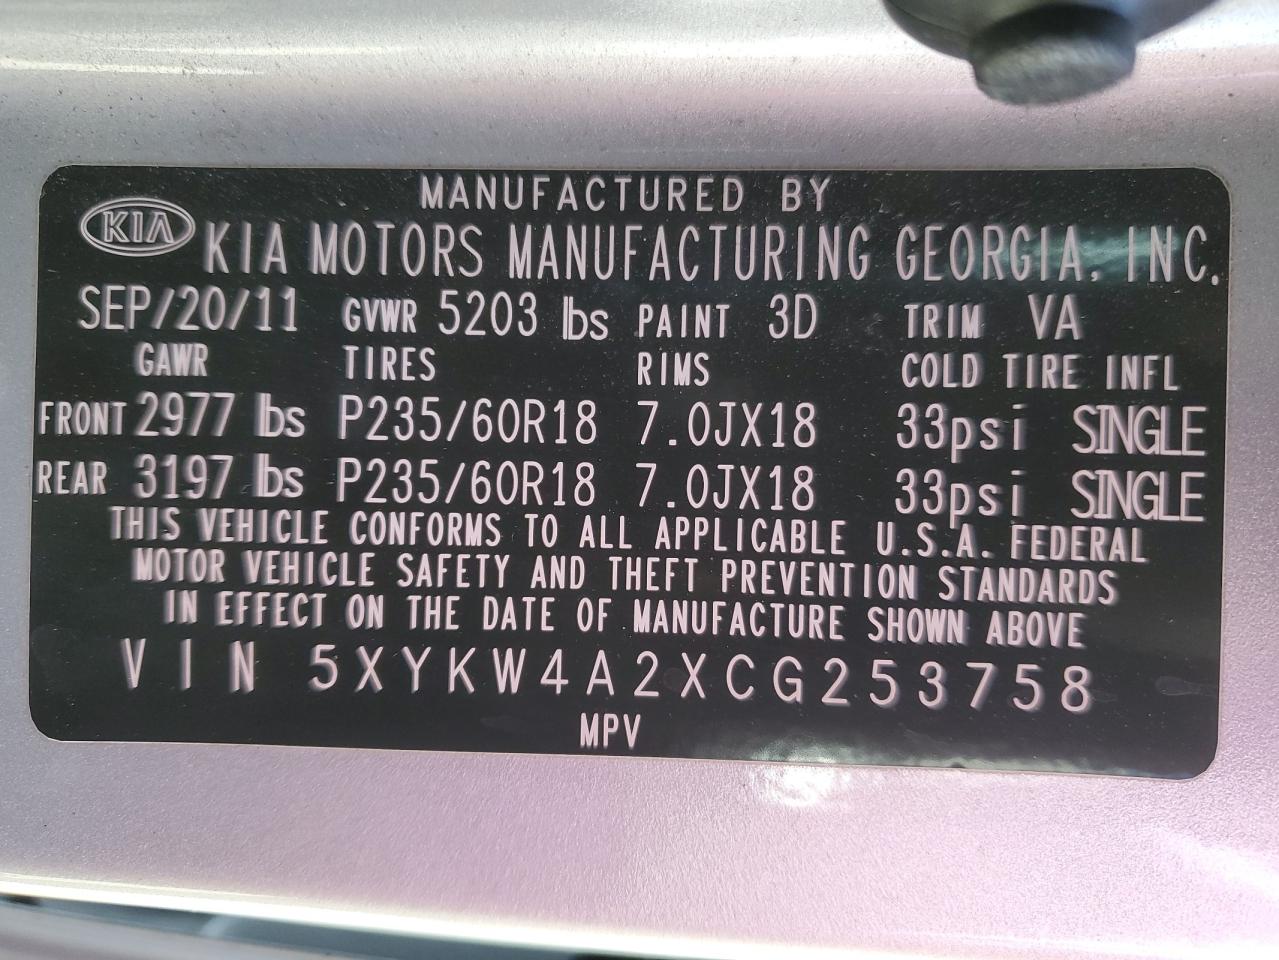 MANUFACTURED BY
KIA KIA MOTORS MANUFACTURING GEORGIA, INC.
SEP/20/11 GVWR 5203 lbs PAINT 3D TRIM VA
GAWR TIRES RIMS COLD TIRE INFL
FRONT 2977 lbs P235/60R18 7.0JX18 33psi SINGLE
REAR 3197 lbs P235/60R18 7.0JX18 33psi SINGLE
THIS VEHICLE CONFORMS TO ALL APPLICABLE U.S.A. FEDERAL
MOTOR VEHICLE SAFETY AND THEFT PREVENTION STANDARDS
IN EFFECT ON THE DATE OF MANUFACTURE SHOWN ABOVE
VIN 5XYKW4A2XCG253758
MPV